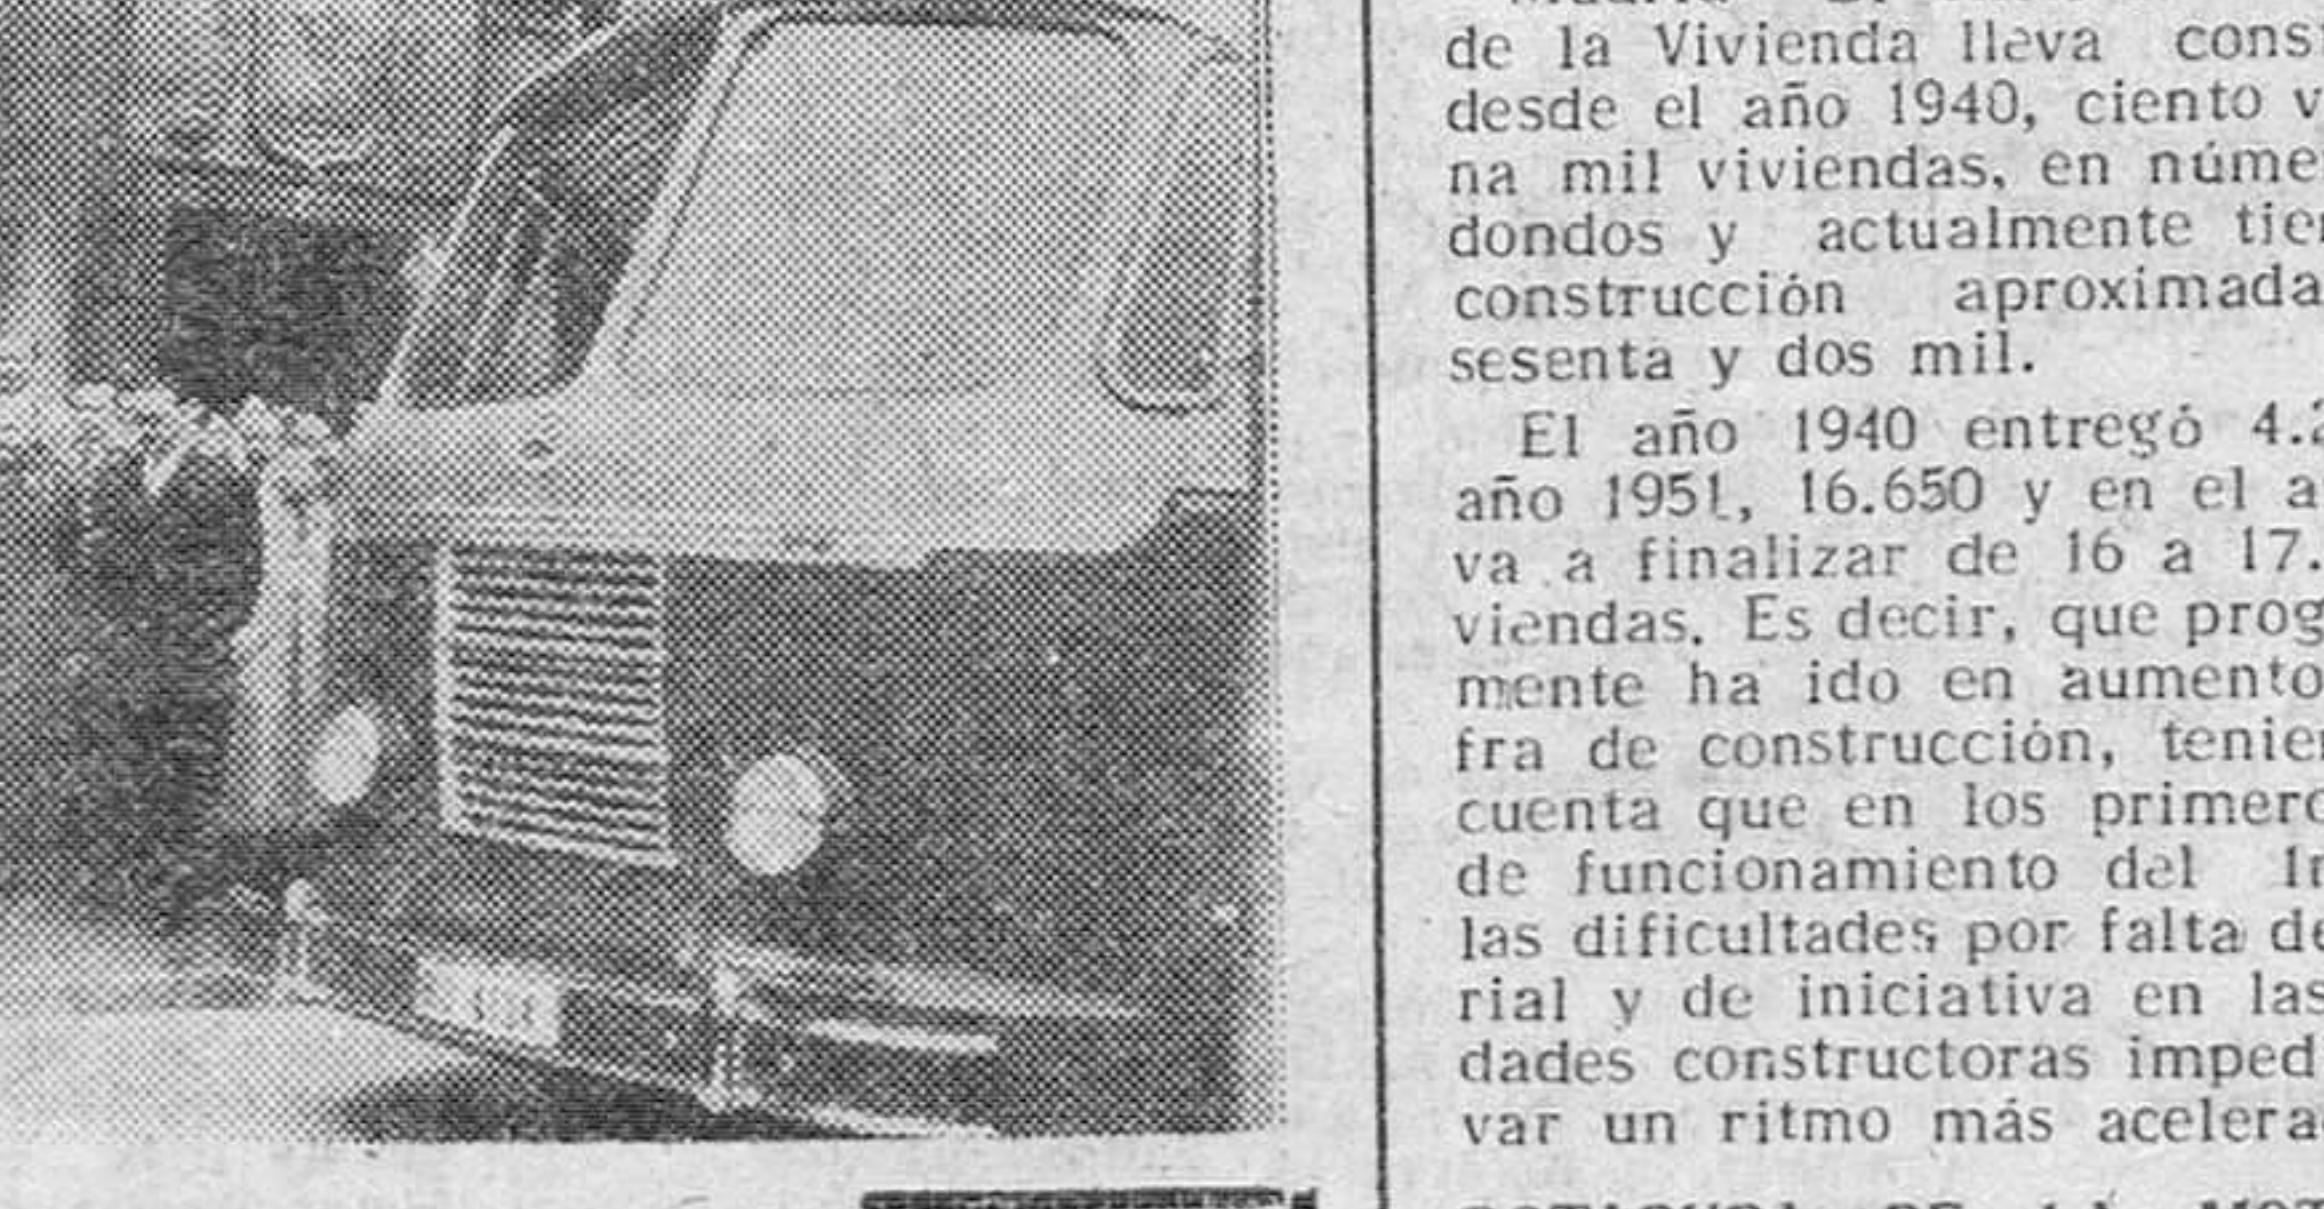 de la Vivienda lleva cons
desde el año 1940, ciento v
na mil viviendas, en núme
dondos y actualmente tie
construcción aproximada
sesenta y dos mil.
El año 1940 entregó 4.
año 1951, 16.650 y en el a
va a finalizar de 16 a 17.
viendas. Es decir, que prog
mente ha ido en aumento
fra de construcción, tenie
cuenta que en los primero
de funcionamiento del In
las dificultades por falta de
rial y de iniciativa en las
dades constructoras imped
var un ritmo más acelera